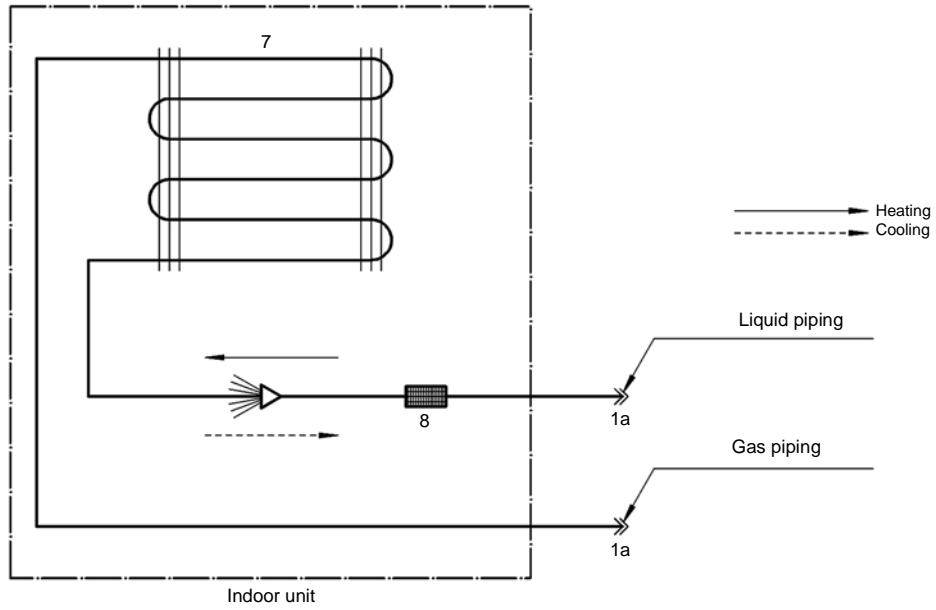 7
Heating
Cooling
Liquid piping
8
1a
Gas piping
1a
Indoor unit